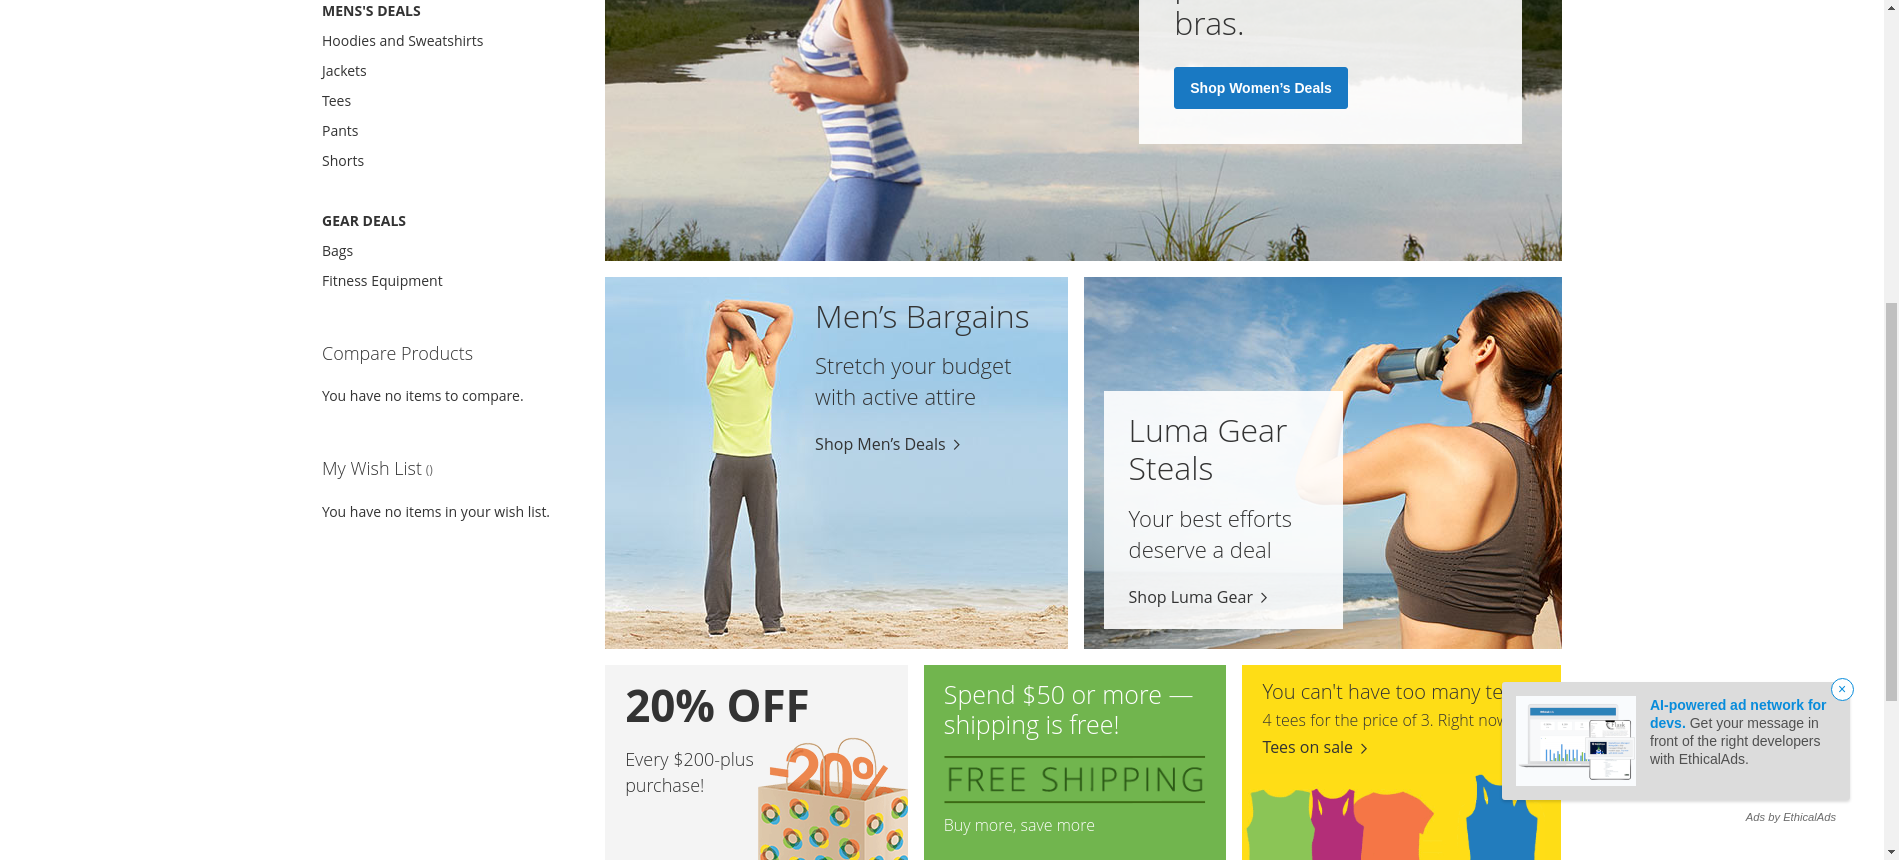 MENS'S DEALS
Hoodies and Sweatshirts
Jackets
Tees
Pants
Shorts
GEAR DEALS
Bags
Fitness Equipment
Compare Products
You have no items to compare.
My Wish List ()
You have no items in your wish list.
bras.
Shop Women’s Deals
Men’s Bargains
Stretch your budget
with active attire
Shop Men’s Deals
Luma Gear
Steals
Your best efforts
deserve a deal
Shop Luma Gear
20% OFF
Every $200-plus
purchase!
-20%
Spend $50 or more —
shipping is free!
FREE SHIPPING
Buy more, save more
You can't have too many te
4 tees for the price of 3. Right now
Tees on sale
AI-powered ad network for
devs. Get your message in
front of the right developers
with EthicalAds.
Ads by EthicalAds